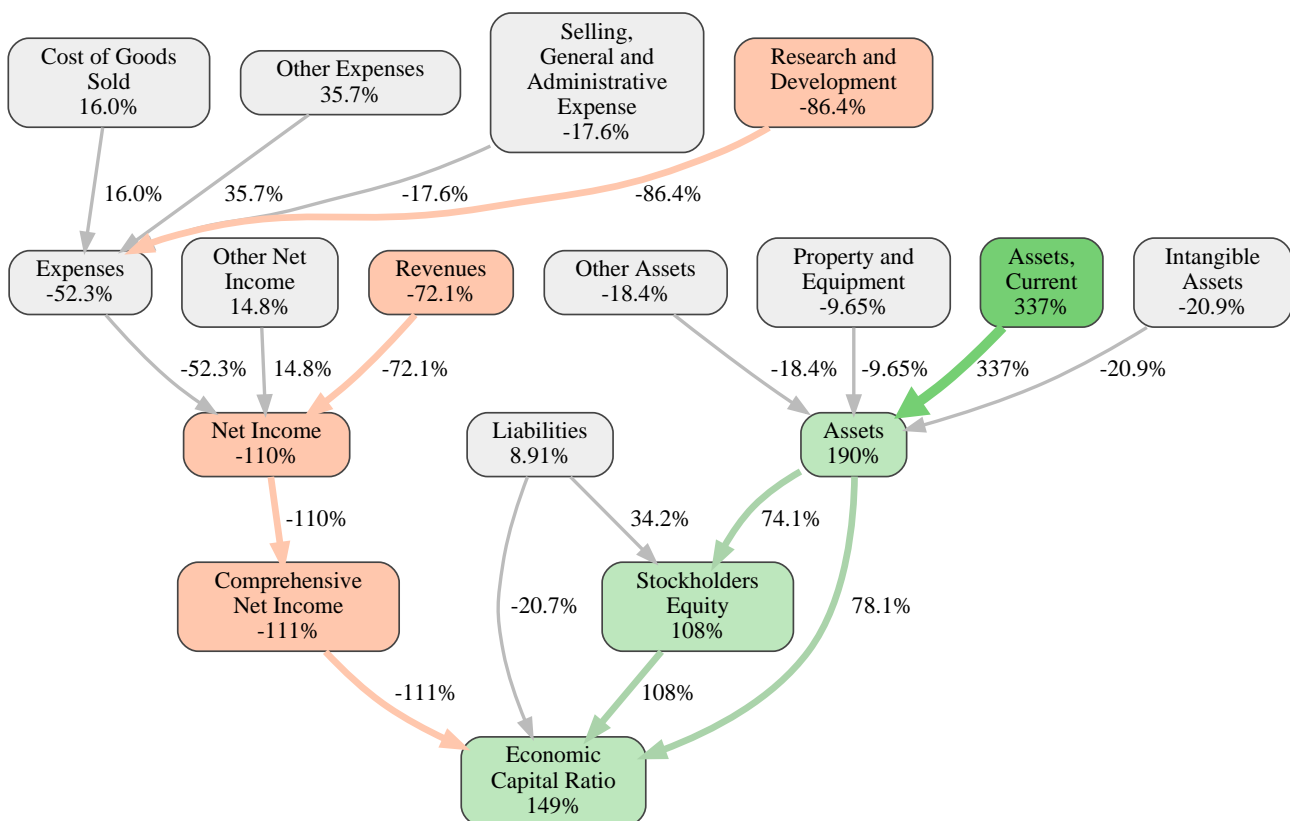 Cost of Goods
Sold
16.0%
Other Expenses
35.7%
Selling,
General and
Administrative
Expense
-17.6%
Research and
Development
-86.4%
16.0%
35.7%
-17.6%
-86.4%
Expenses
-52.3%
Other Net
Income
14.8%
Revenues
-72.1%
Other Assets
-18.4%
Property and
Equipment
-9.65%
Assets,
Current
337%
Intangible
Assets
-20.9%
-52.3%
14.8%
-72.1%
-18.4%
-9.65%
337%
-20.9%
Net Income
-110%
Liabilities
8.91%
Assets
190%
-110%
34.2%
74.1%
Comprehensive
Net Income
-111%
-20.7%
Stockholders
Equity
108%
78.1%
-111%
108%
Economic
Capital Ratio
149%